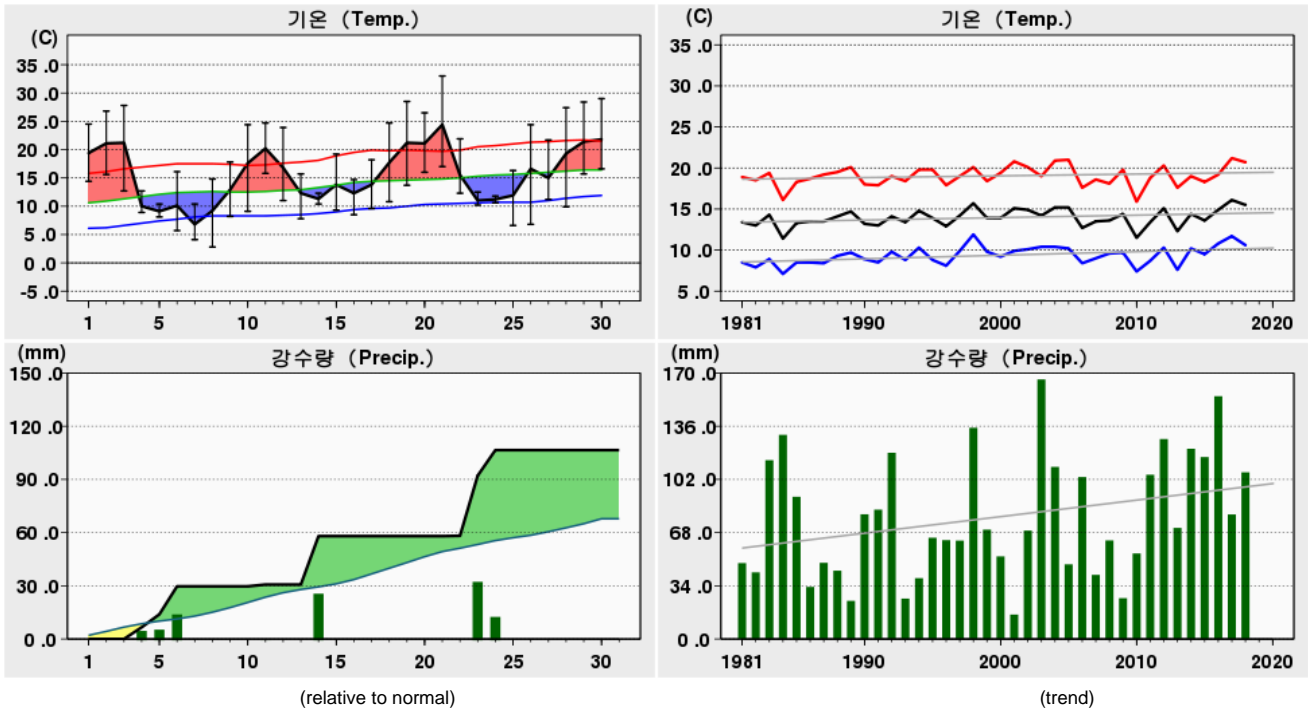 기온 (Temp.)
(C)
35 .0
30 .0
25 .0
20 .0
15 .0
10 .0
5 .0
0 .0
-5 .0
1 5 10 15 20 25 30
기온 (Temp.)
(C)
35 .0
30 .0
25 .0
20 .0
15 .0
10 .0
5 .0
1981 1990 2000 2010 2020
강수량 (Precip.)
(mm)
150 .0
120 .0
90 .0
60 .0
30 .0
0 .0
1 5 10 15 20 25 30
(relative to normal)
강수량 (Precip.)
(mm)
170 .0
136 .0
102 .0
68 .0
34 .0
0 .0
1981 1990 2000 2010 2020
(trend)